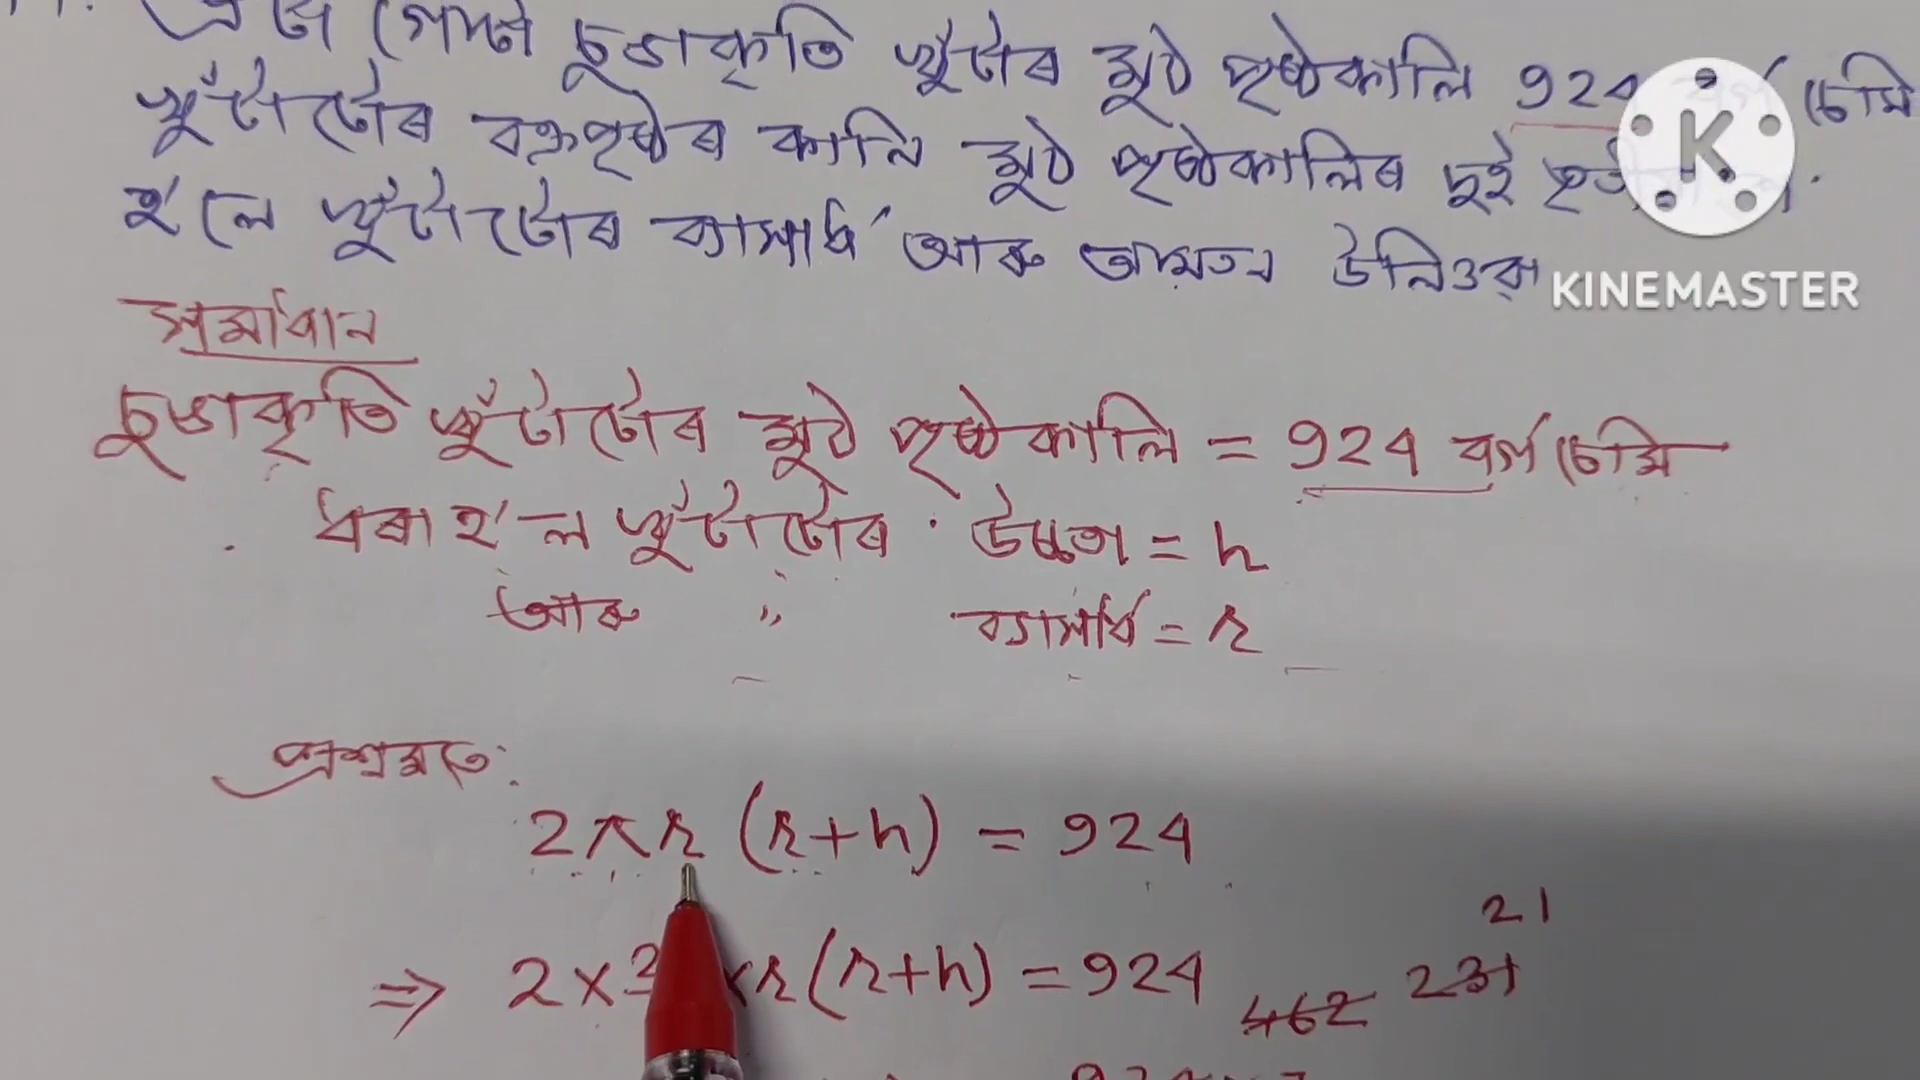 এটা গোটা চুঙাকৃতি খুঁটাৰ মুঠ পৃষ্ঠকালি 924 বৰ্গ চেমি
খুঁটাটোৰ বক্ৰপৃষ্ঠৰ কালি মুঠ পৃষ্ঠকালিৰ দুই
হ'লে খুঁটাটোৰ ব্যাসাৰ্ধ আৰু আয়তন উলিওৱা
KINEMASTER
সমাধান
চুঙাকৃতি খুঁটাটোৰ মুঠ পৃষ্ঠকালি = 924 বৰ্গ চেমি
ধৰা হ'ল খুঁটাটোৰ উচ্চতা = h
আৰু " ব্যাসাৰ্ধ = r
প্ৰশ্নমতে:
2πr (r+h) = 924
21
⇒ 2× ×r(r+h) = 924 462 231